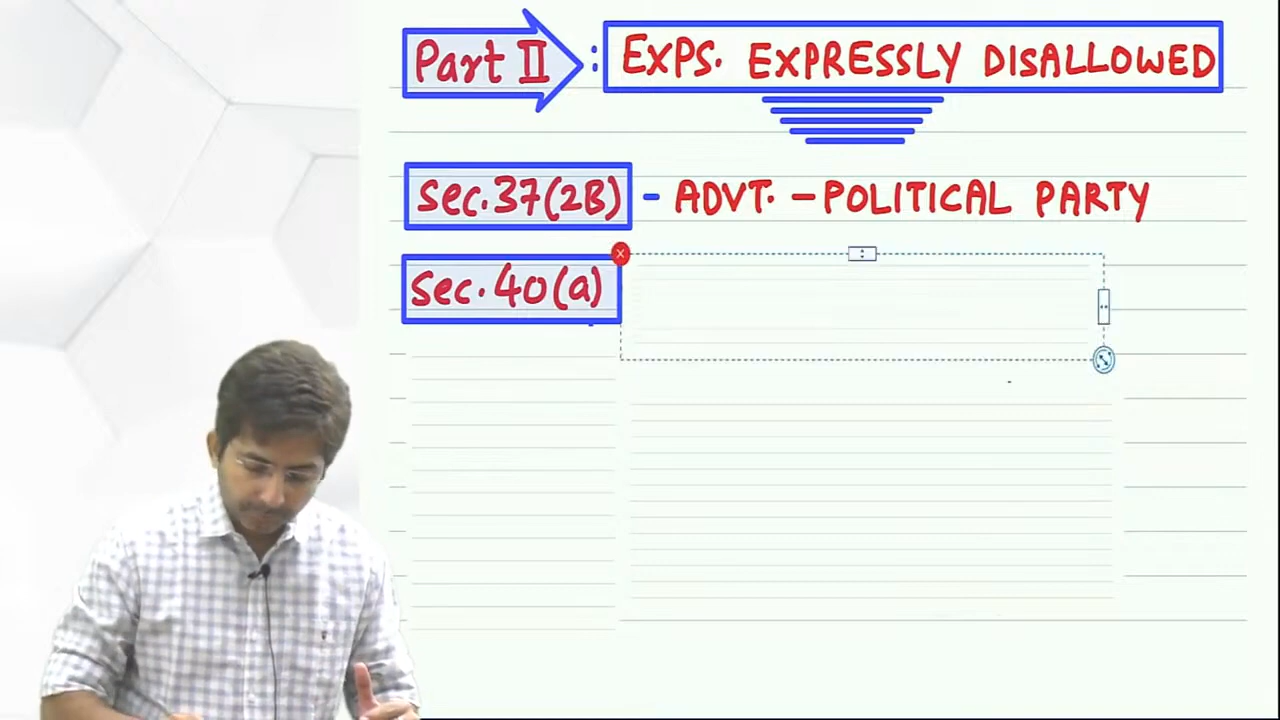 Part II : EXPS. EXPRESSLY DISALLOWED
Sec.37(2B) - ADVT. - POLITICAL PARTY
Sec.40(a)